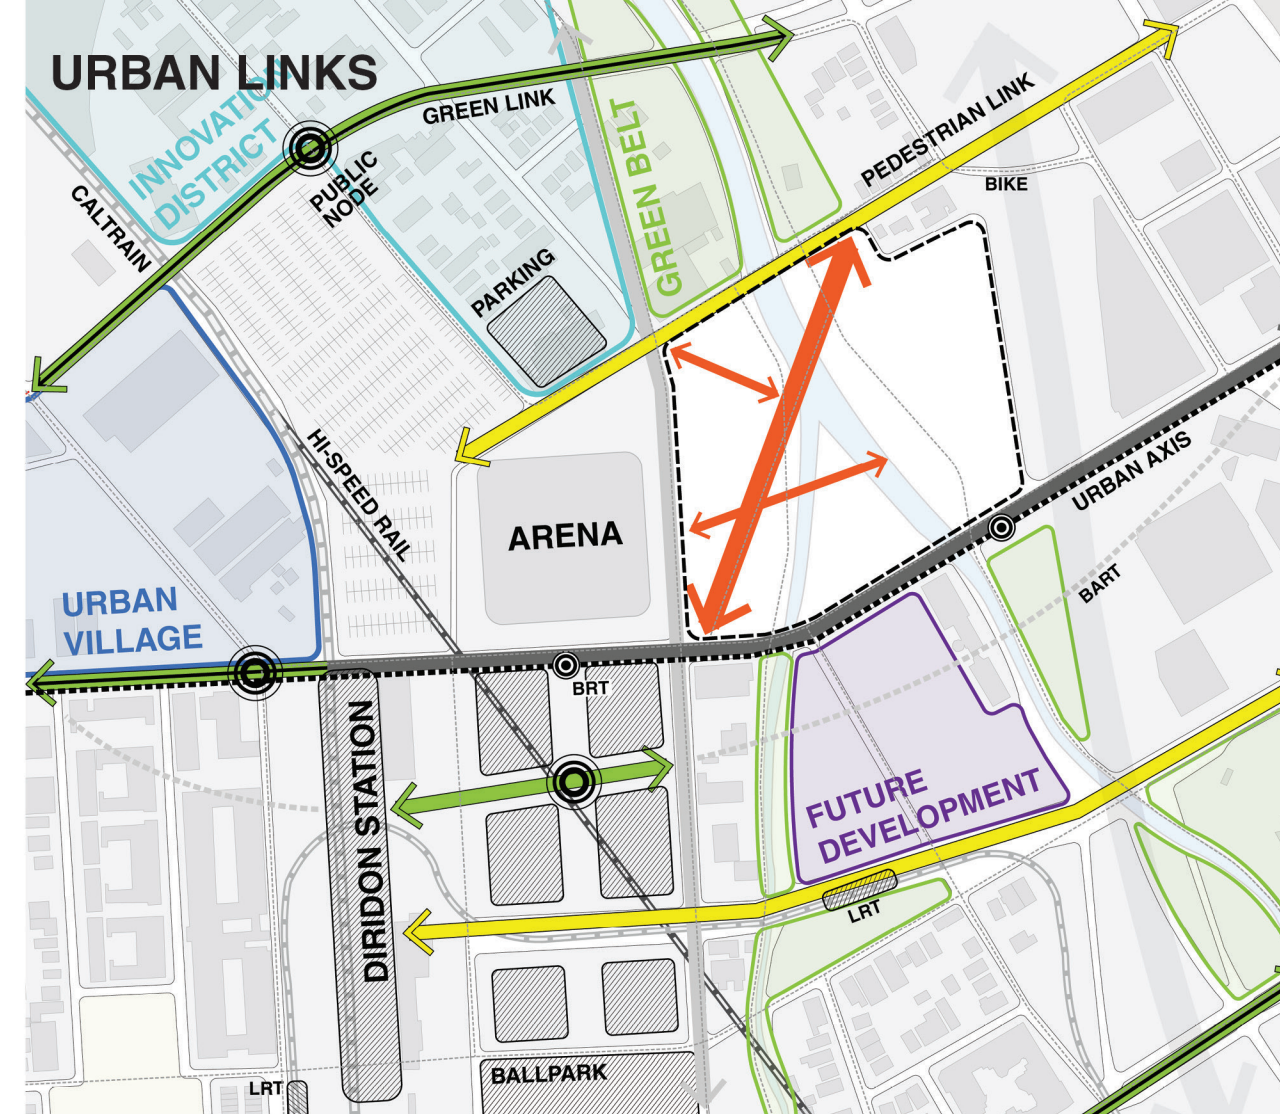 URBAN LINKS
INNOVATION
DISTRICT
GREEN LINK
PUBLIC
NODE
CALTRAIN
GREEN BELT
PEDESTRIAN LINK
BIKE
PARKING
HI-SPEED RAIL
ARENA
URBAN AXIS
BART
URBAN
VILLAGE
BRT
DIRIDON STATION
FUTURE
DEVELOPMENT
LRT
BALLPARK
LRT